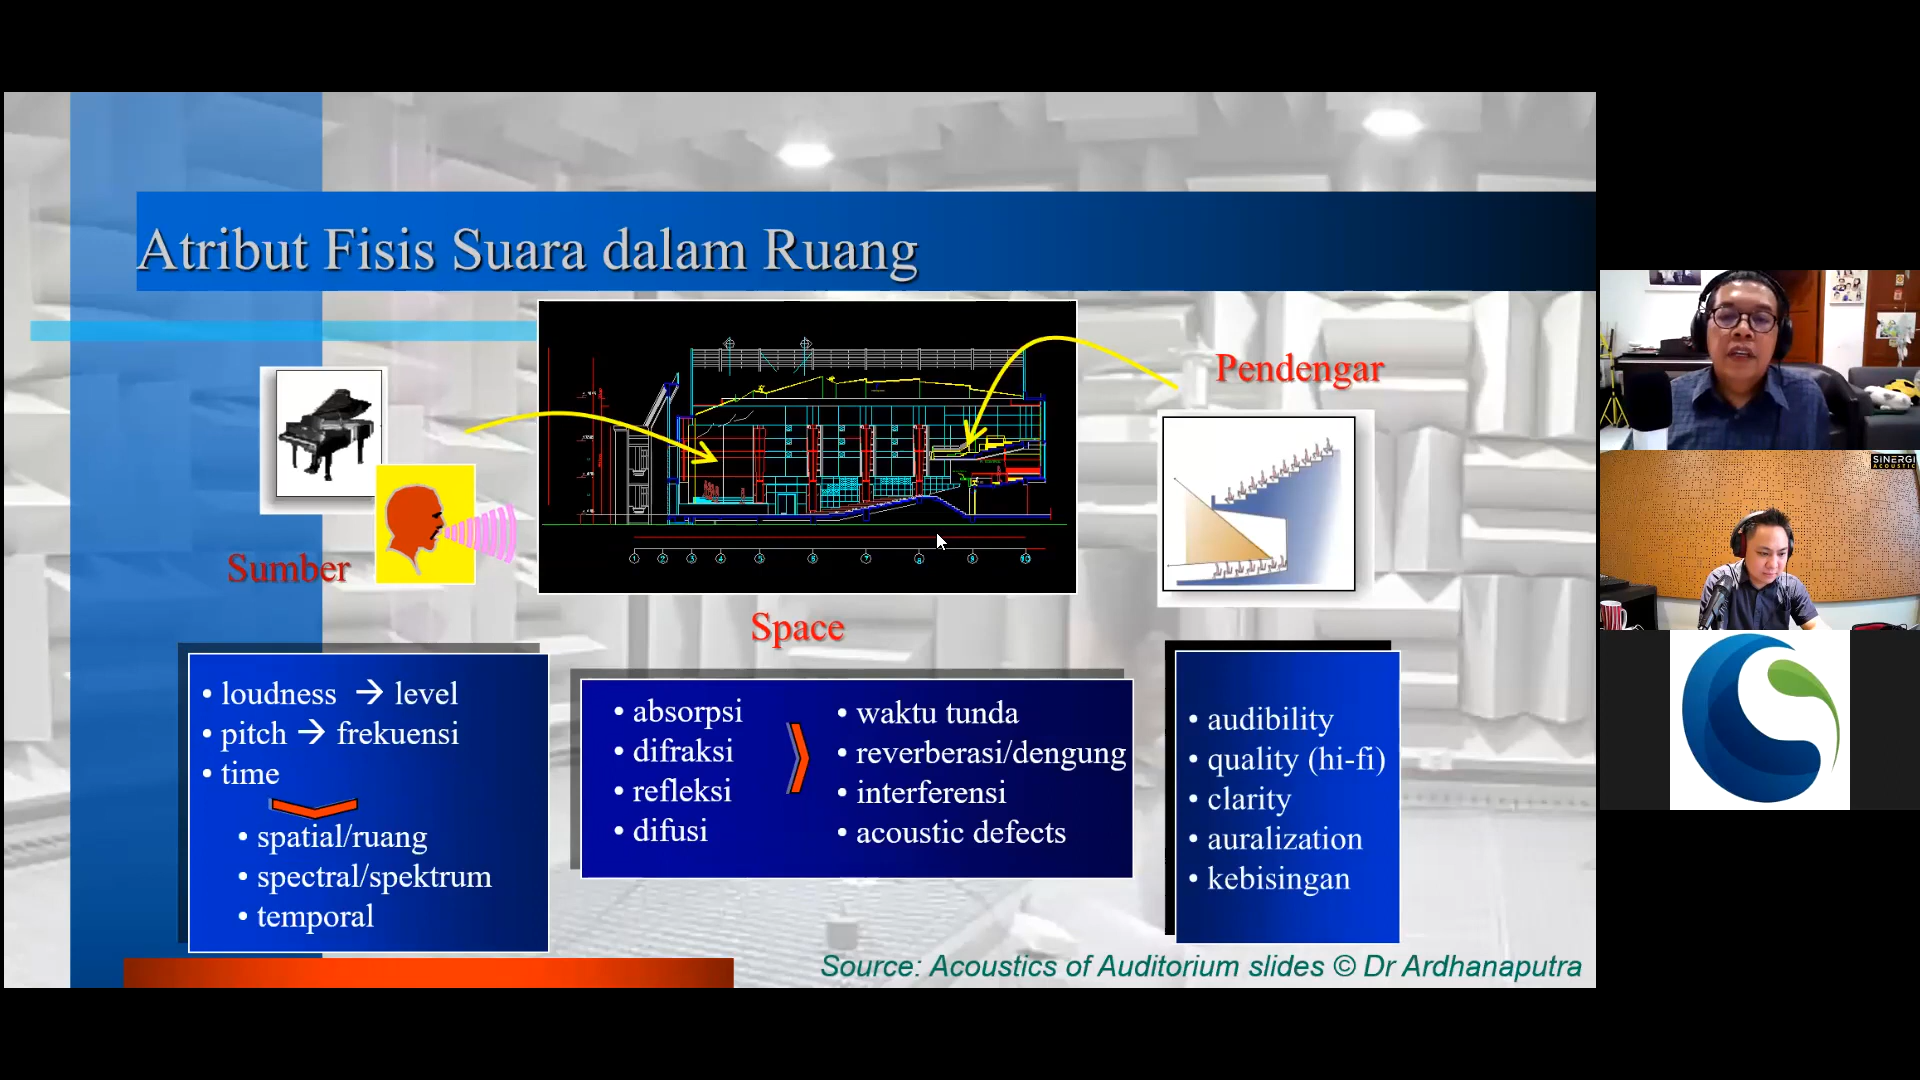 Atribut Fisis Suara dalam Ruang
Sumber
Space
Pendengar
• loudness → level
• pitch → frekuensi
• time
• spatial/ruang
• spectral/spektrum
• temporal
• absorpsi
• difraksi
• refleksi
• difusi
• waktu tunda
• reverberasi/dengung
• interferensi
• acoustic defects
• audibility
• quality (hi-fi)
• clarity
• auralization
• kebisingan
Source: Acoustics of Auditorium slides © Dr Ardhanaputra
SINERGI
ACOUSTIC